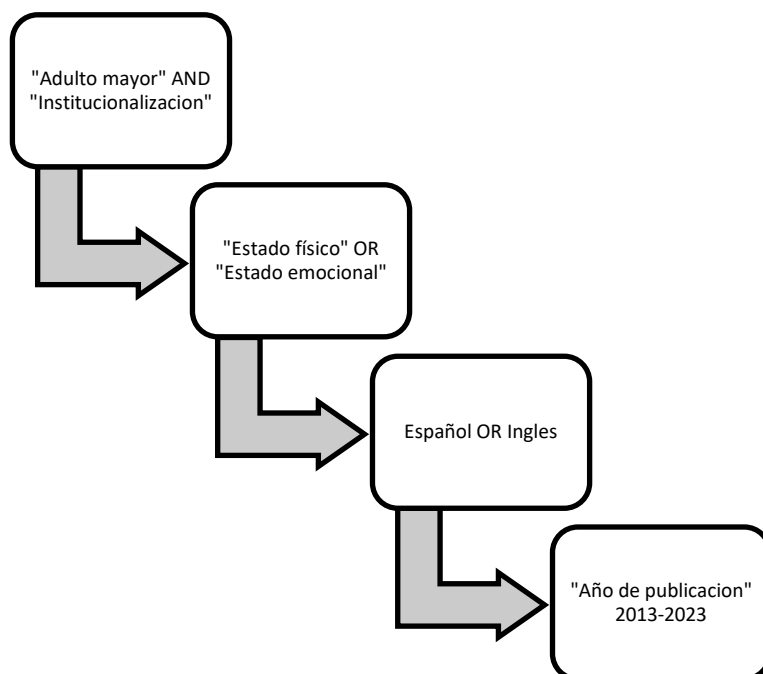 "Adulto mayor" AND
"Institucionalizacion"
"Estado físico" OR
"Estado emocional"
Español OR Ingles
"Año de publicacion"
2013-2023